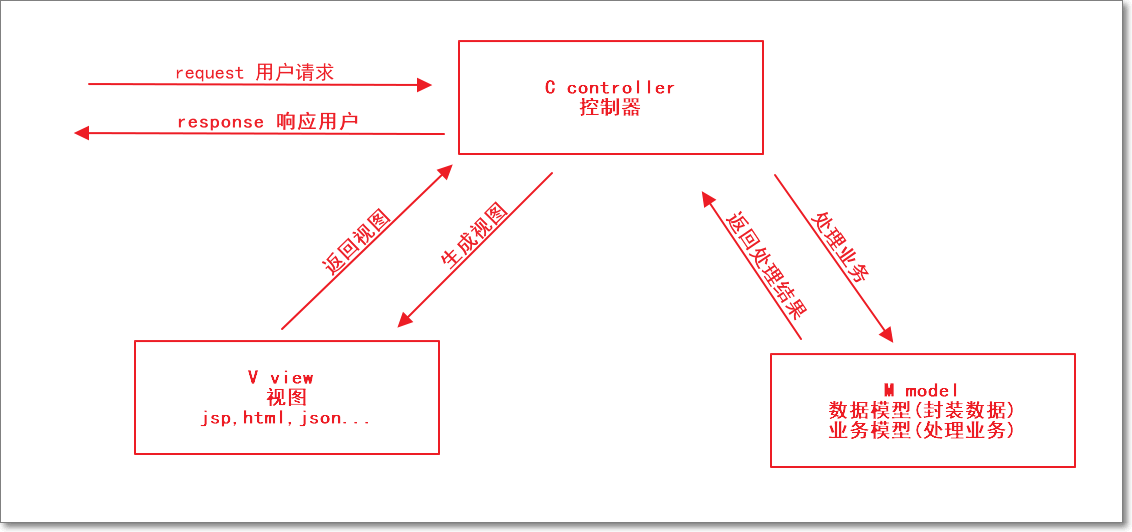 request 用户请求
C controller
控制器
response 响应用户
返回视图
生成视图
返回处理结果
处理业务
V view
视图
jsp,html,json...
M model
数据模型(封装数据)
业务模型(处理业务)